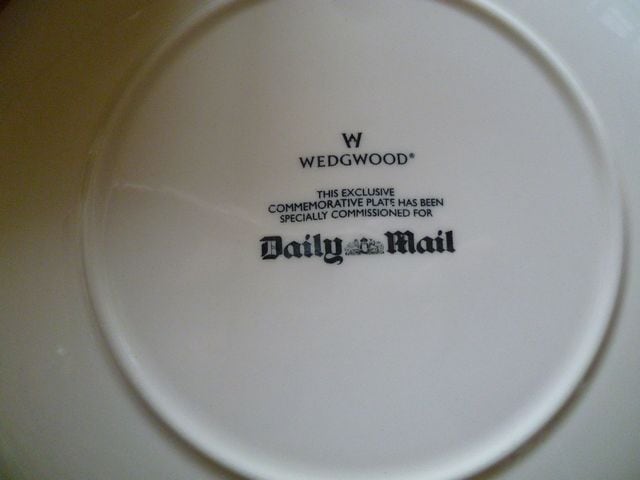 W
WEDGWOOD®
THIS EXCLUSIVE
COMMEMORATIVE PLATE HAS BEEN
SPECIALLY COMMISSIONED FOR
Daily Mail